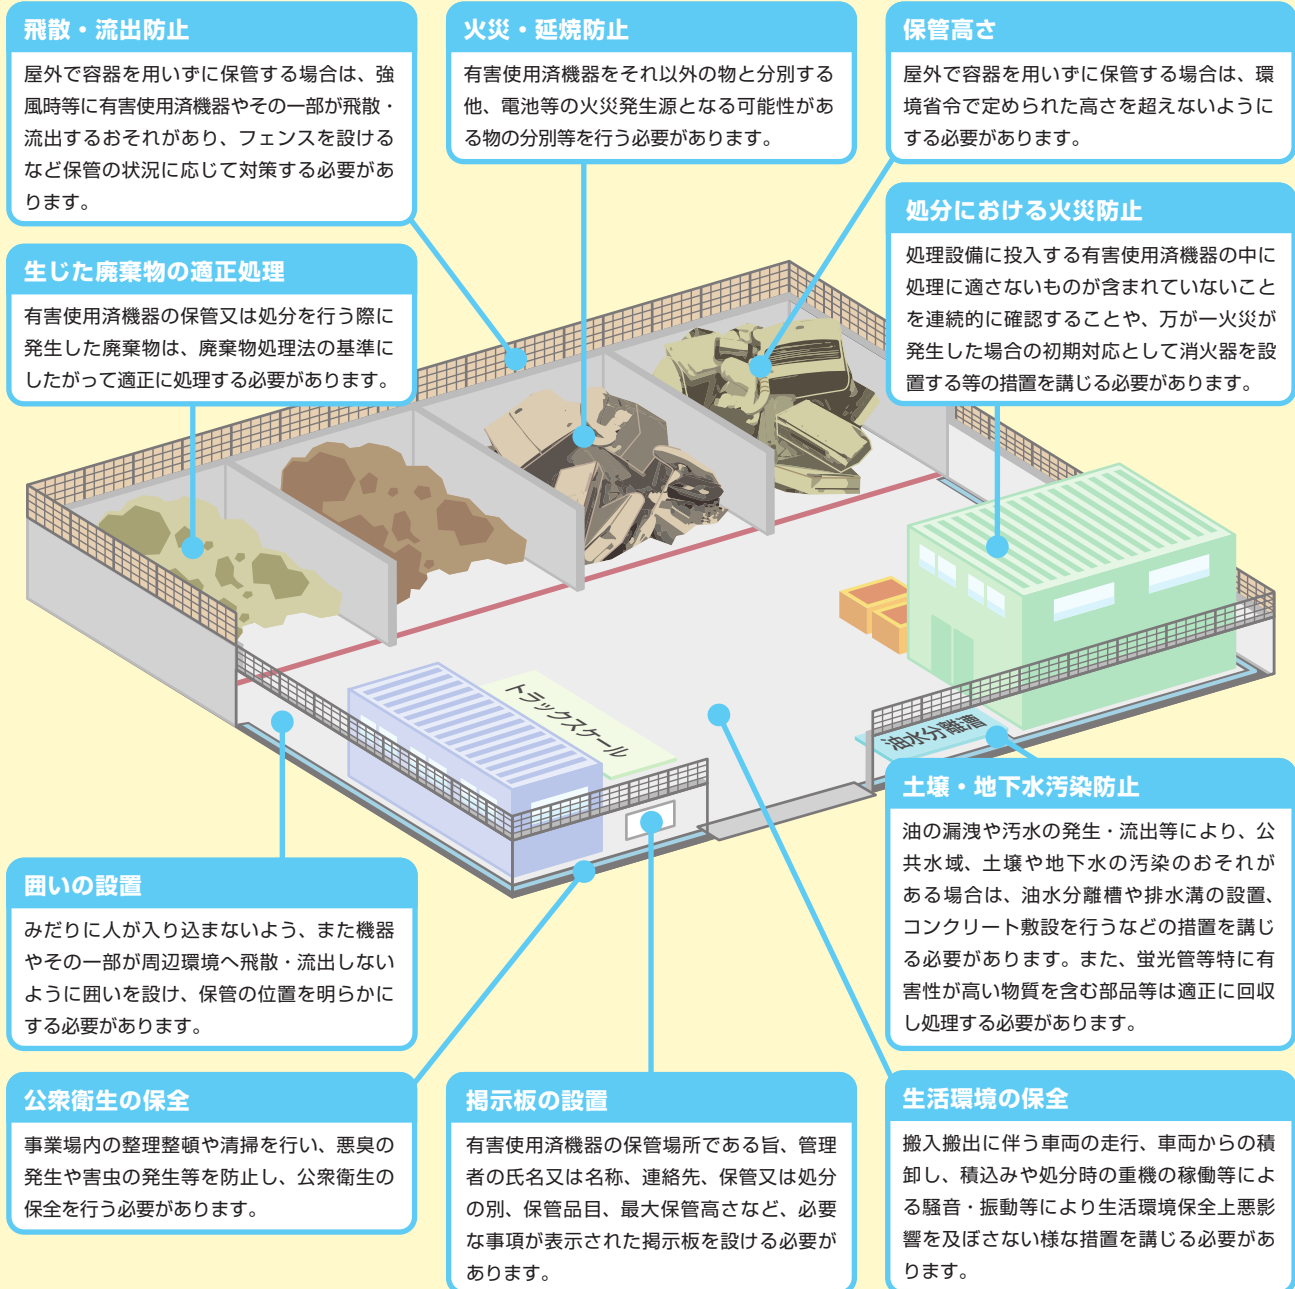 飛散・流出防止
屋外で容器を用いずに保管する場合は、強
風時等に有害使用済機器やその一部が飛散・
流出するおそれがあり、フェンスを設ける
など保管の状況に応じて対策する必要があ
ります。
火災・延焼防止
有害使用済機器をそれ以外の物と分別する
他、電池等の火災発生源となる可能性があ
る物の分別等を行う必要があります。
保管高さ
屋外で容器を用いずに保管する場合は、環
境省令で定められた高さを超えないように
する必要があります。
生じた廃棄物の適正処理
有害使用済機器の保管又は処分を行う際に
発生した廃棄物は、廃棄物処理法の基準に
したがって適正に処理する必要があります。
処分における火災防止
処理設備に投入する有害使用済機器の中に
処理に適さないものが含まれていないこと
を連続的に確認することや、万が一火災が
発生した場合の初期対応として消火器を設
置する等の措置を講じる必要があります。
トラックスケール
油水分離漕
囲いの設置
みだりに人が入り込まないよう、また機器
やその一部が周辺環境へ飛散・流出しない
ように囲いを設け、保管の位置を明らかに
する必要があります。
土壌・地下水汚染防止
油の漏洩や汚水の発生・流出等により、公
共水域、土壌や地下水の汚染のおそれが
ある場合は、油水分離槽や排水溝の設置、
コンクリート敷設を行うなどの措置を講じ
る必要があります。また、蛍光管等特に有
害性が高い物質を含む部品等は適正に回収
し処理する必要があります。
公衆衛生の保全
事業場内の整理整頓や清掃を行い、悪臭の
発生や害虫の発生等を防止し、公衆衛生の
保全を行う必要があります。
掲示板の設置
有害使用済機器の保管場所である旨、管理
者の氏名又は名称、連絡先、保管又は処分
の別、保管品目、最大保管高さなど、必要
な事項が表示された掲示板を設ける必要が
あります。
生活環境の保全
搬入搬出に伴う車両の走行、車両からの積
卸し、積込みや処分時の重機の稼働等によ
る騒音・振動等により生活環境保全上悪影
響を及ぼさない様な措置を講じる必要があ
ります。